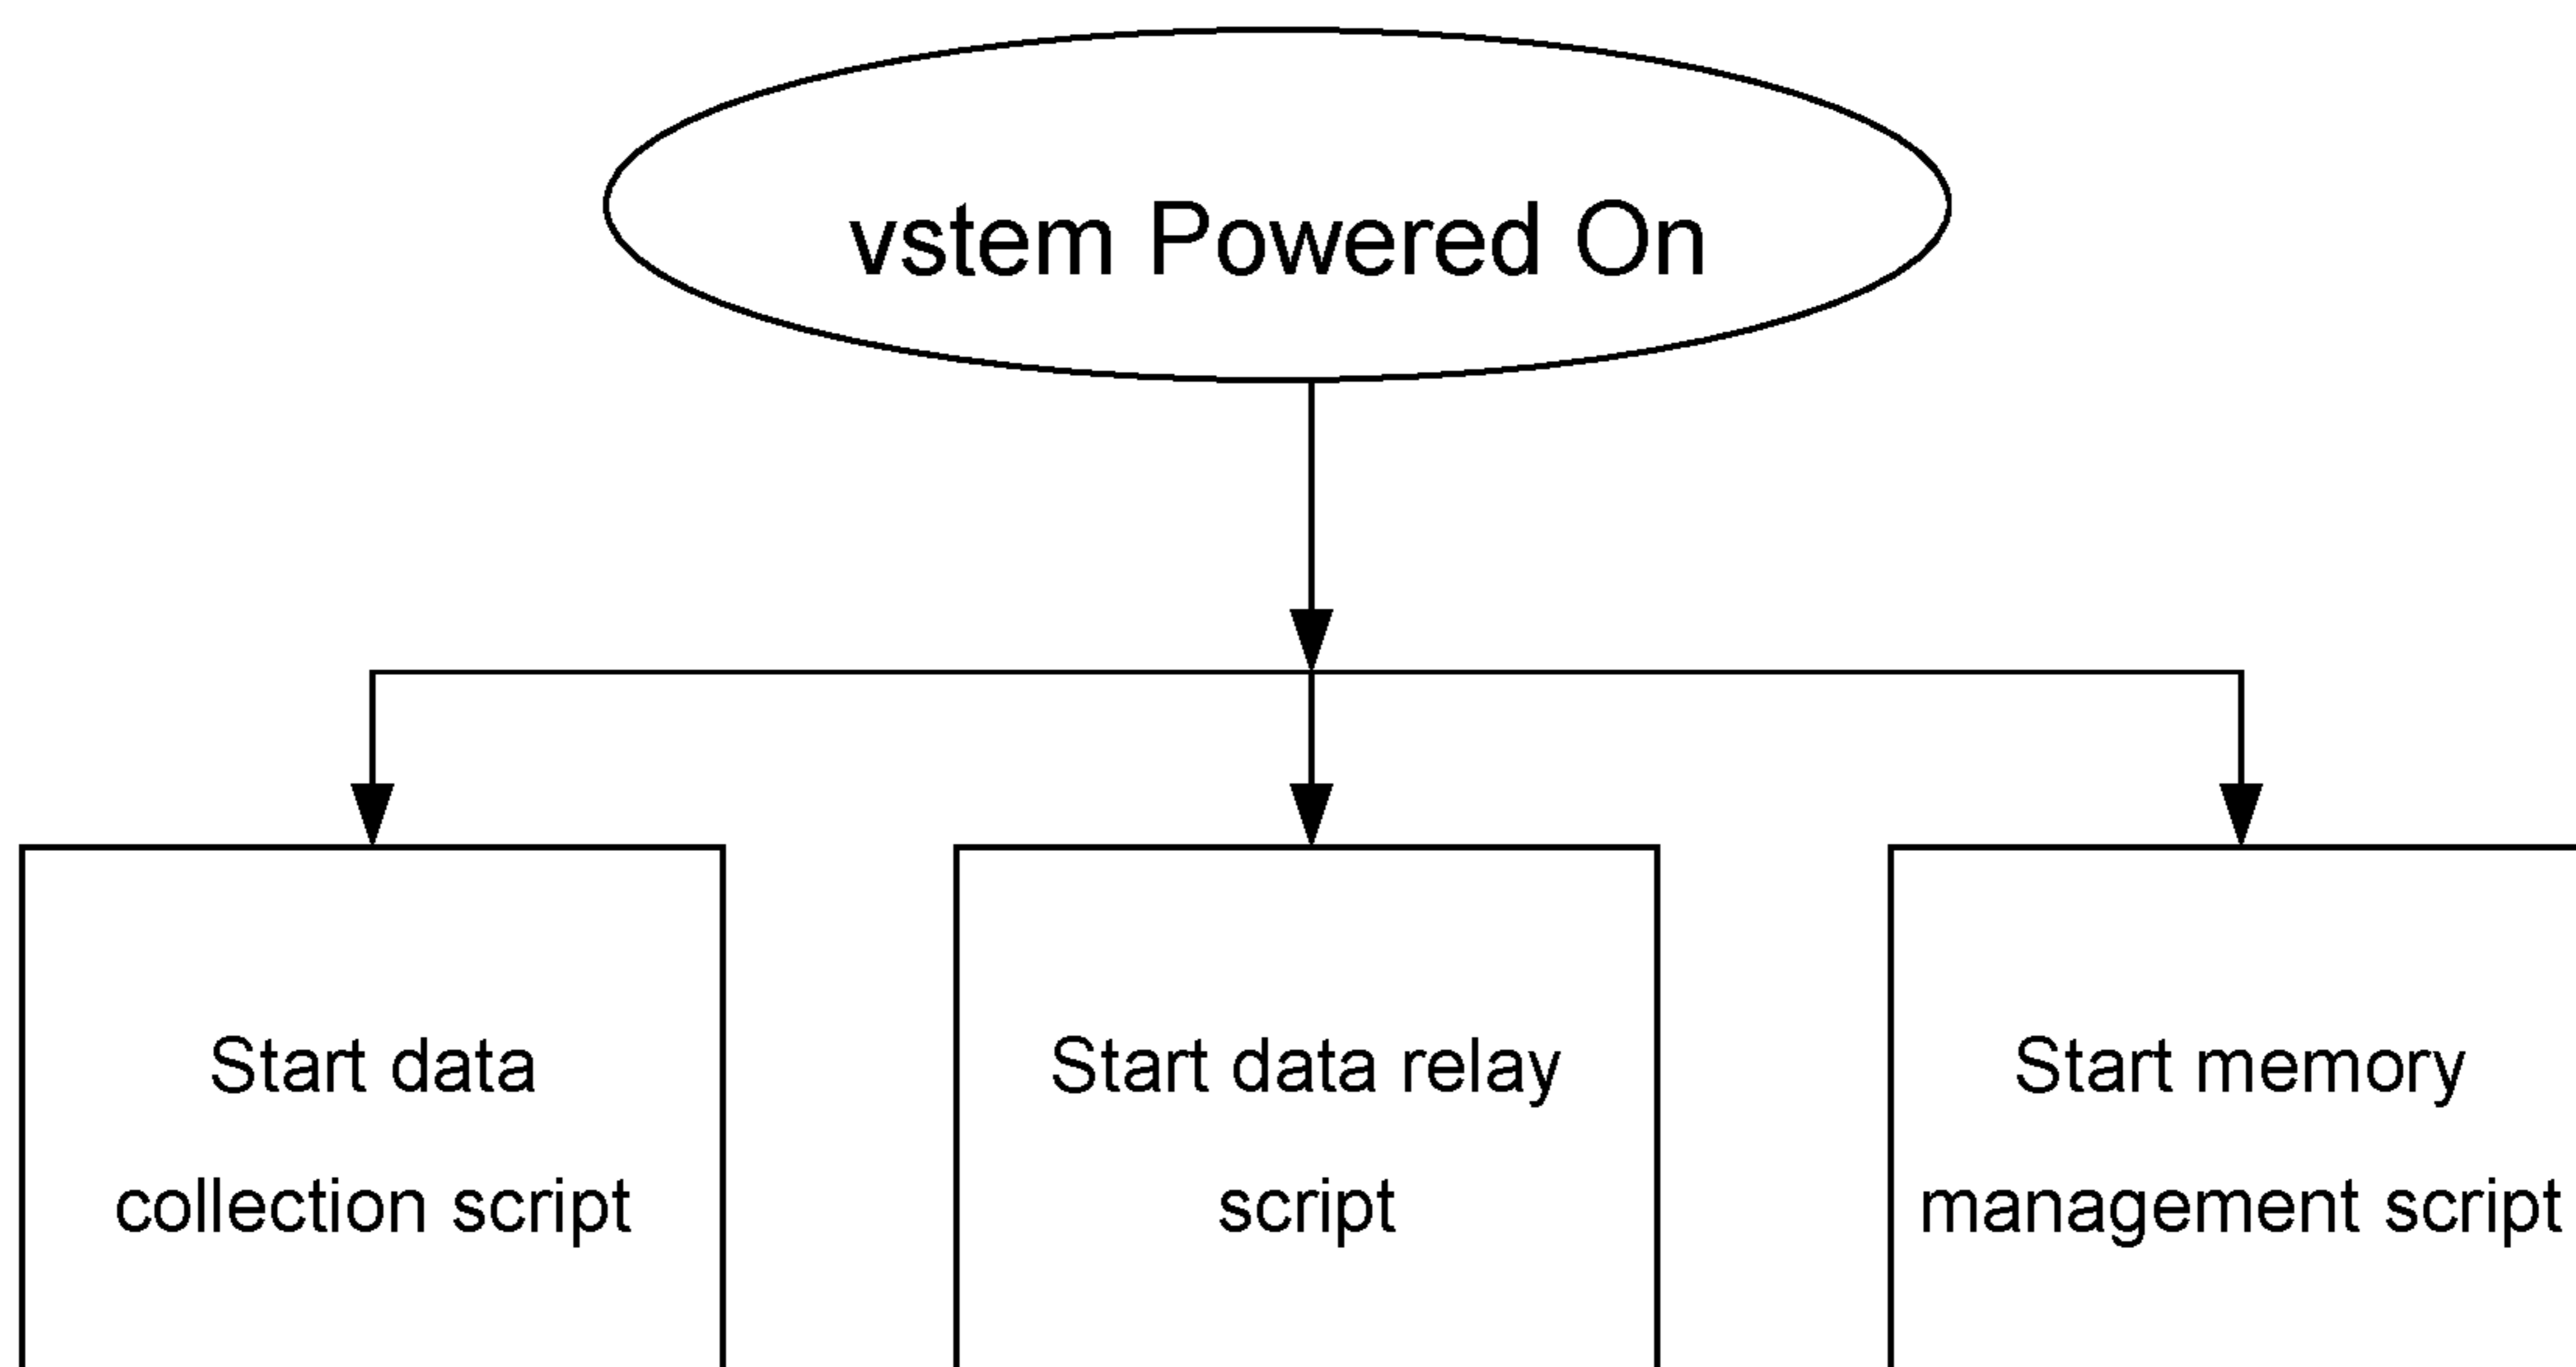 vstem Powered On
Start data
collection script
Start data relay
script
Start memory
management script